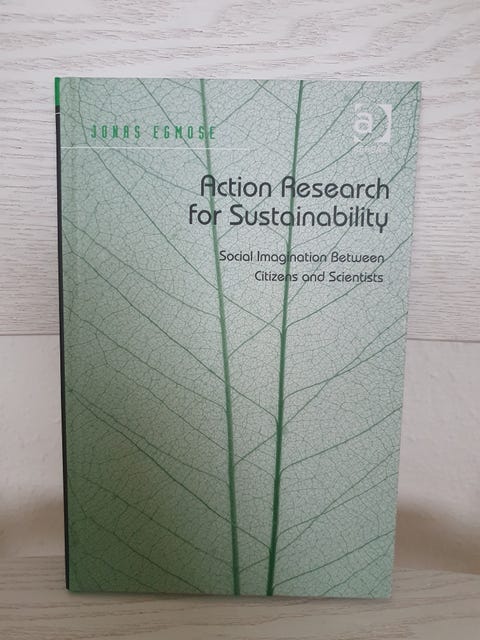 JONAS EGMOSE
a
Action Research
for Sustainability
Social Imagination Between
Citizens and Scientists